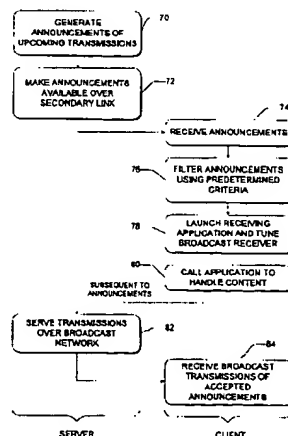 GENERATE
ANNOUNCEMENTS OF
UPCOMING TRANSMISSIONS
70
MAKE ANNOUNCEMENTS
AVAILABLE OVER
SECONDARY LINK
72
74
RECEIVE ANNOUNCEMENTS
76
FILTER ANNOUNCEMENTS
USING PREDETERMINED
CRITERIA
78
LAUNCH RECEIVING
APPLICATION AND TUNE
BROADCAST RECEIVER
80
CALL APPLICATION TO
HANDLE CONTENT
SUBSEQUENT TO
ANNOUNCEMENTS
SERVE TRANSMISSIONS
OVER BROADCAST
NETWORK
82
84
RECEIVE BROADCAST
TRANSMISSIONS OF
ACCEPTED
ANNOUNCEMENTS
SERVER
CLIENT